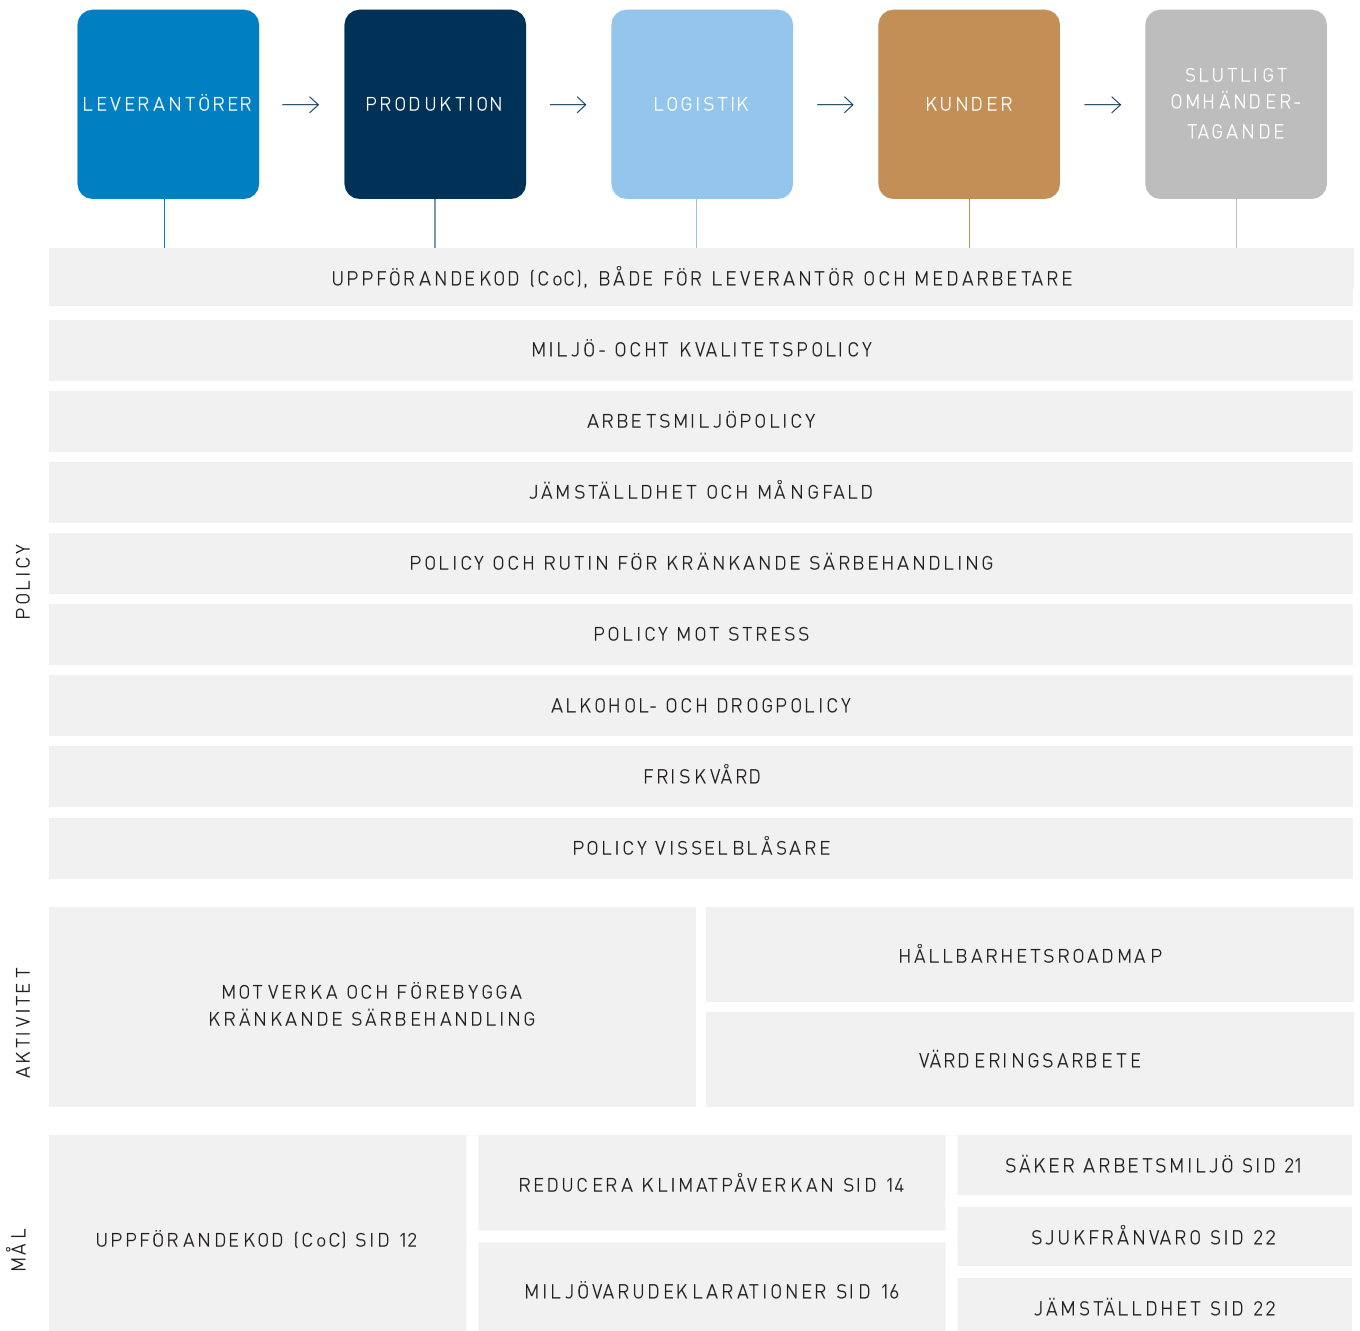 LEVERANTÖRER
PRODUKTION
LOGISTIK
KUNDER
SLUTLIGT
OMHÄNDER-
TAGANDE
POLICY
UPPFÖRANDEKOD (CoC), BÅDE FÖR LEVERANTÖR OCH MEDARBETARE
MILJÖ- OCHT KVALITETSPOLICY
ARBETSMILJÖPOLICY
JÄMSTÄLLDHET OCH MÅNGFALD
POLICY OCH RUTIN FÖR KRÄNKANDE SÄRBEHANDLING
POLICY MOT STRESS
ALKOHOL- OCH DROGPOLICY
FRISKVÅRD
POLICY VISSELBLÅSARE
AKTIVITET
MOTVERKA OCH FÖREBYGGA
KRÄNKANDE SÄRBEHANDLING
HÅLLBARHETSROADMAP
VÄRDERINGSARBETE
MÅL
UPPFÖRANDEKOD (CoC) SID 12
REDUCERA KLIMATPÅVERKAN SID 14
MILJÖVARUDEKLARATIONER SID 16
SÄKER ARBETSMILJÖ SID 21
SJUKFRÅNVARO SID 22
JÄMSTÄLLDHET SID 22